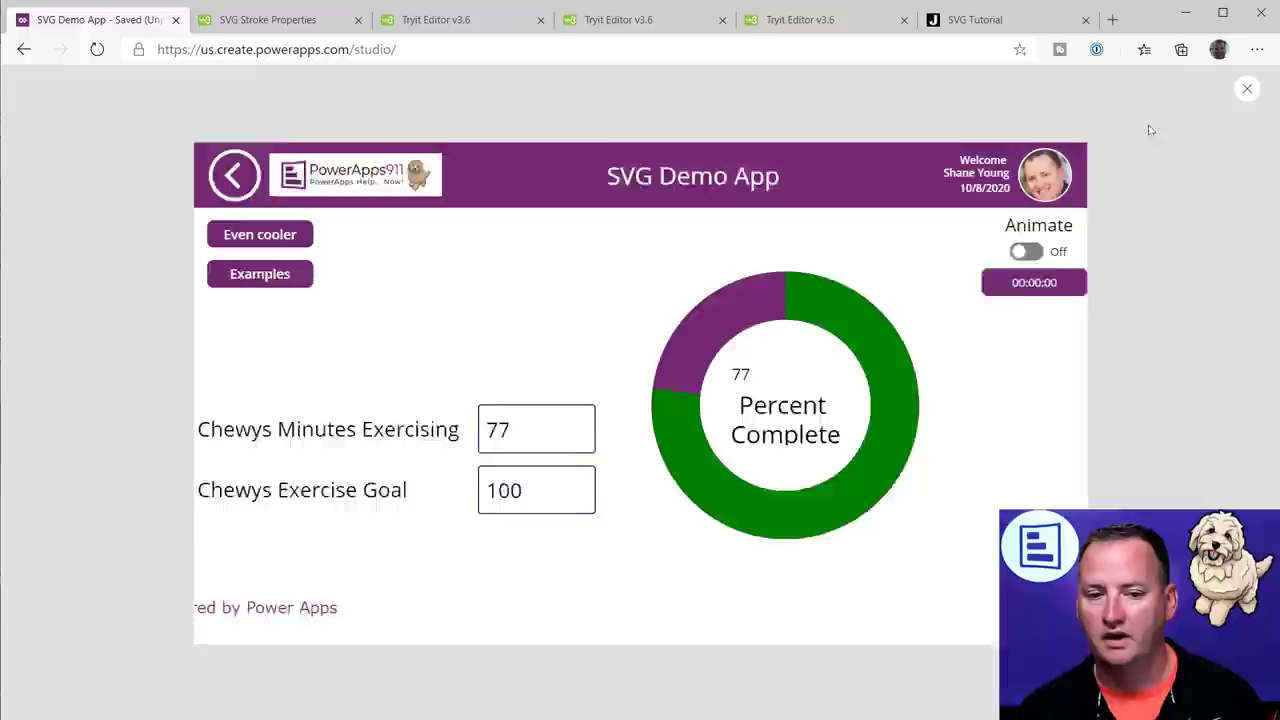 SVG Demo App - Saved (Unp
SVG Stroke Properties
Tryit Editor v3.6
Tryit Editor v3.6
Tryit Editor v3.6
SVG Tutorial
https://us.create.powerapps.com/studio/
PowerApps911
PowerApps Help. Now!
SVG Demo App
Welcome
Shane Young
10/8/2020
Even cooler
Examples
Animate
Off
00:00:00
77
Percent
Complete
Chewys Minutes Exercising
77
Chewys Exercise Goal
100
red by Power Apps